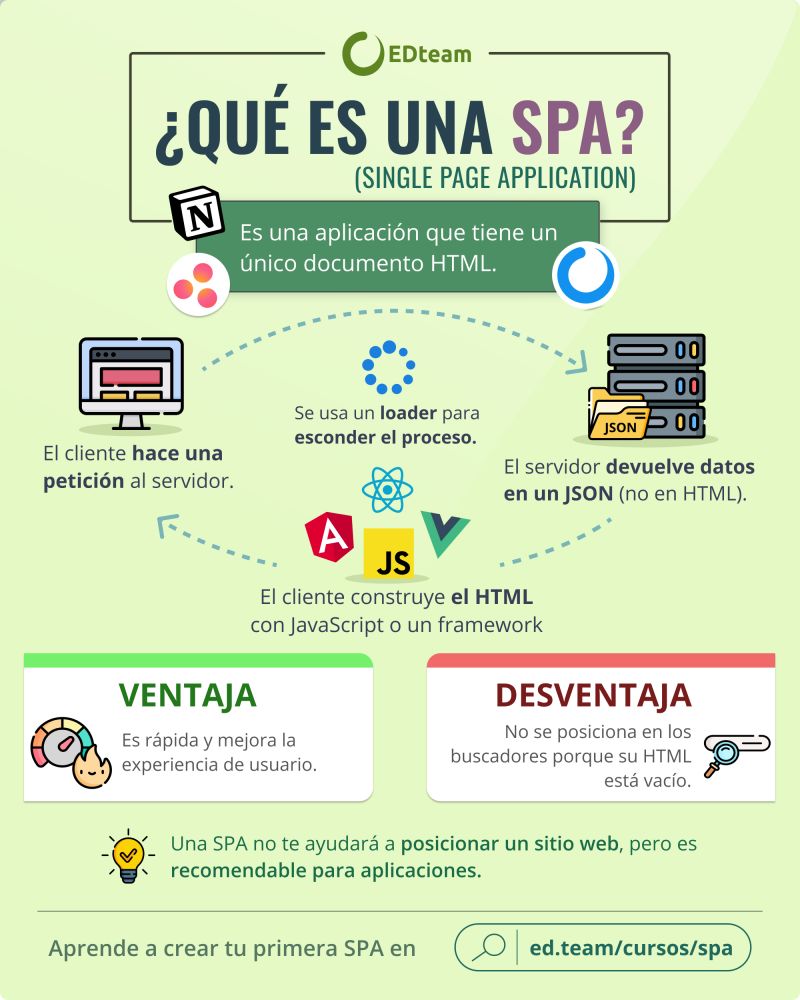 EDteam
¿QUÉ ES UNA SPA?
(SINGLE PAGE APPLICATION)
N
Es una aplicación que tiene un
único documento HTML.
Se usa un loader para
esconder el proceso.
El cliente hace una
petición al servidor.
JSON
El servidor devuelve datos
en un JSON (no en HTML).
A
JS
El cliente construye el HTML
con JavaScript o un framework
VENTAJA
Es rápida y mejora la
experiencia de usuario.
DESVENTAJA
No se posiciona en los
buscadores porque su HTML
está vacío.
Una SPA no te ayudará a posicionar un sitio web, pero es
recomendable para aplicaciones.
Aprende a crear tu primera SPA en
ed.team/cursos/spa